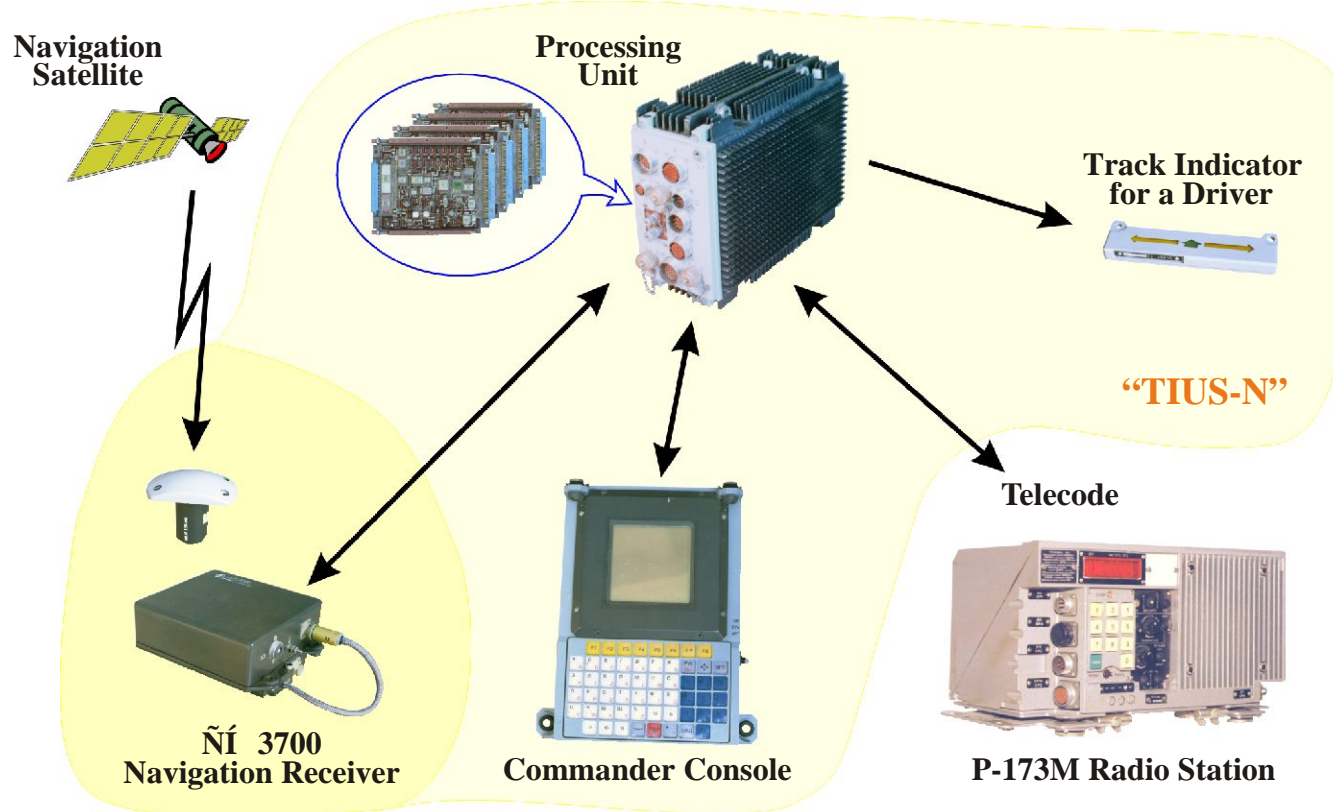 Navigation
Satellite
Processing
Unit
Track Indicator
for a Driver
“TIUS-N”
Telecode
ÑÍ 3700
Navigation Receiver
Commander Console
P-173M Radio Station